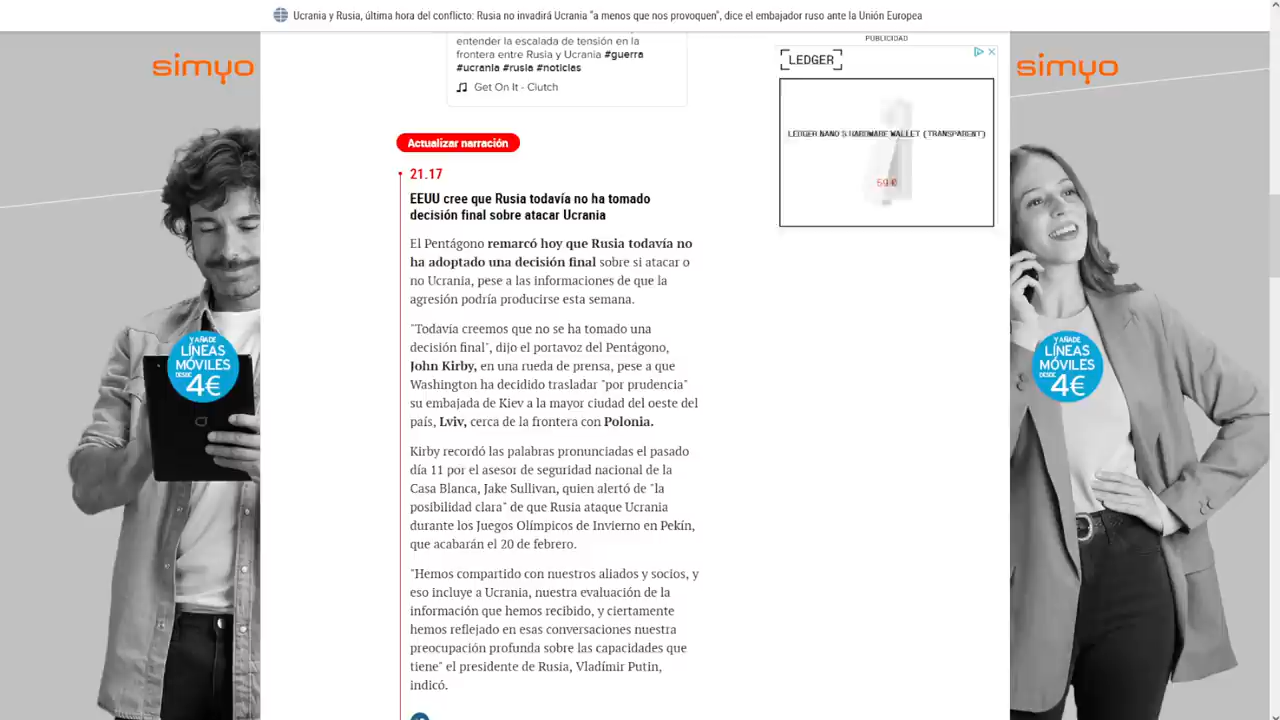 Ucrania y Rusia, última hora del conflicto: Rusia no invadirá Ucrania "a menos que nos provoquen", dice el embajador ruso ante la Unión Europea
entender la escalada de tensión en la
frontera entre Rusia y Ucrania #guerra
#ucrania #rusia #noticias
Get On It - Clutch
PUBLICIDAD
LEDGER
59 €
simyo
simyo
Actualizar narración
21.17
EEUU cree que Rusia todavía no ha tomado
decisión final sobre atacar Ucrania
El Pentágono remarcó hoy que Rusia todavía no
ha adoptado una decisión final sobre si atacar o
no Ucrania, pese a las informaciones de que la
agresión podría producirse esta semana.
"Todavía creemos que no se ha tomado una
decisión final", dijo el portavoz del Pentágono,
John Kirby, en una rueda de prensa, pese a que
Washington ha decidido trasladar "por prudencia"
su embajada de Kiev a la mayor ciudad del oeste del
país, Lviv, cerca de la frontera con Polonia.
Kirby recordó las palabras pronunciadas el pasado
día 11 por el asesor de seguridad nacional de la
Casa Blanca, Jake Sullivan, quien alertó de "la
posibilidad clara" de que Rusia ataque Ucrania
durante los Juegos Olímpicos de Invierno en Pekín,
que acabarán el 20 de febrero.
"Hemos compartido con nuestros aliados y socios, y
eso incluye a Ucrania, nuestra evaluación de la
información que hemos recibido, y ciertamente
hemos reflejado en esas conversaciones nuestra
preocupación profunda sobre las capacidades que
tiene" el presidente de Rusia, Vladímir Putin,
indicó.
Y AÑADE
LÍNEAS
MÓVILES
DESDE
4€
Y AÑADE
LÍNEAS
MÓVILES
DESDE
4€